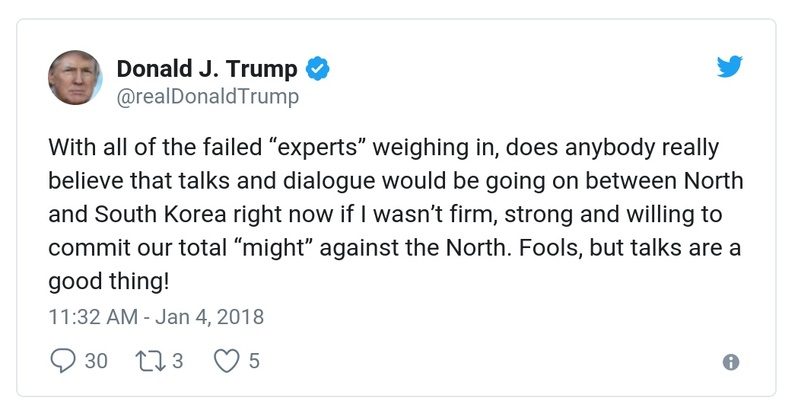 Donald J. Trump
@realDonaldTrump
With all of the failed “experts” weighing in, does anybody really
believe that talks and dialogue would be going on between North
and South Korea right now if I wasn’t firm, strong and willing to
commit our total “might” against the North. Fools, but talks are a
good thing!
11:32 AM - Jan 4, 2018
30 3 5